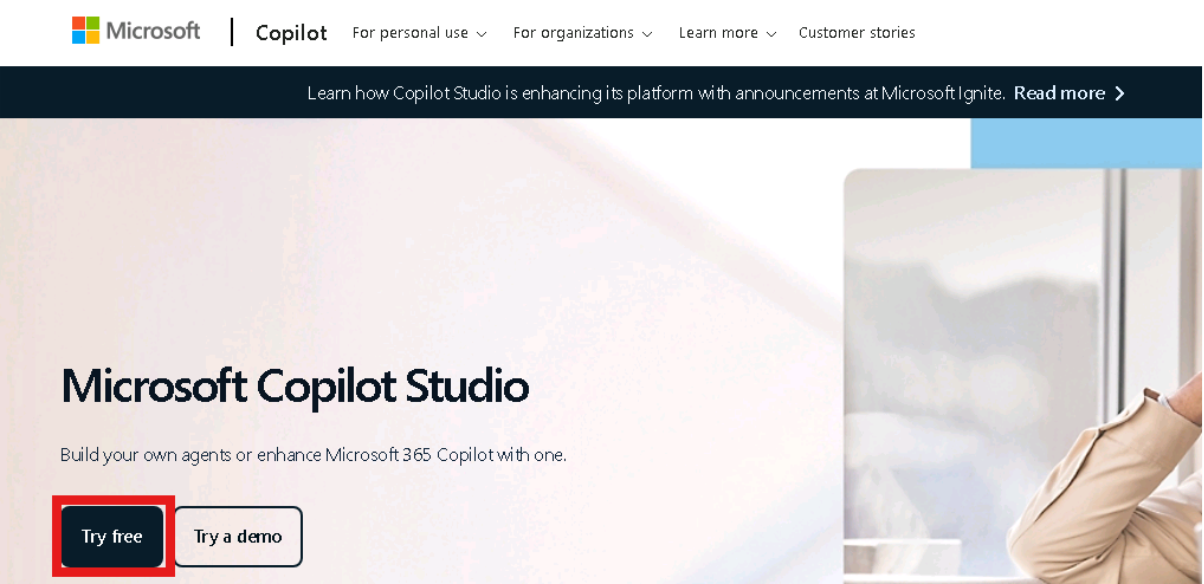 Microsoft Copilot For personal use For organizations Learn more Customer stories
Learn how Copilot Studio is enhancing its platform with announcements at Microsoft Ignite. Read more
Microsoft Copilot Studio
Build your own agents or enhance Microsoft 365 Copilot with one.
Try free Try a demo